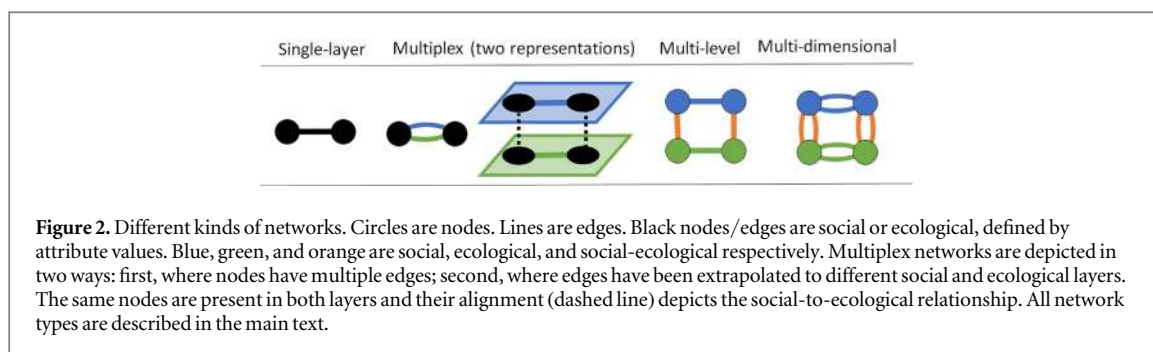 Single-layer Multiplex (two representations) Multi-level Multi-dimensional
Figure 2. Different kinds of networks. Circles are nodes. Lines are edges. Black nodes/edges are social or ecological, defined by
attribute values. Blue, green, and orange are social, ecological, and social-ecological respectively. Multiplex networks are depicted in
two ways: first, where nodes have multiple edges; second, where edges have been extrapolated to different social and ecological layers.
The same nodes are present in both layers and their alignment (dashed line) depicts the social-to-ecological relationship. All network
types are described in the main text.